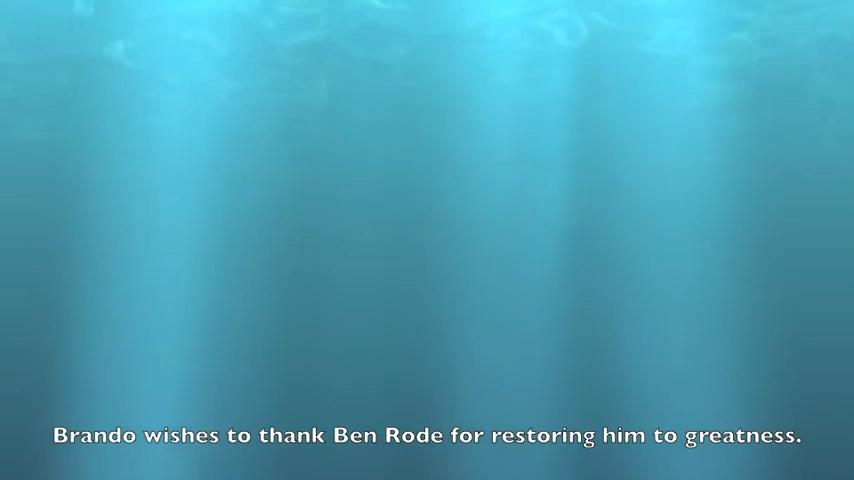 Brando wishes to thank Ben Rode for restoring him to greatness.